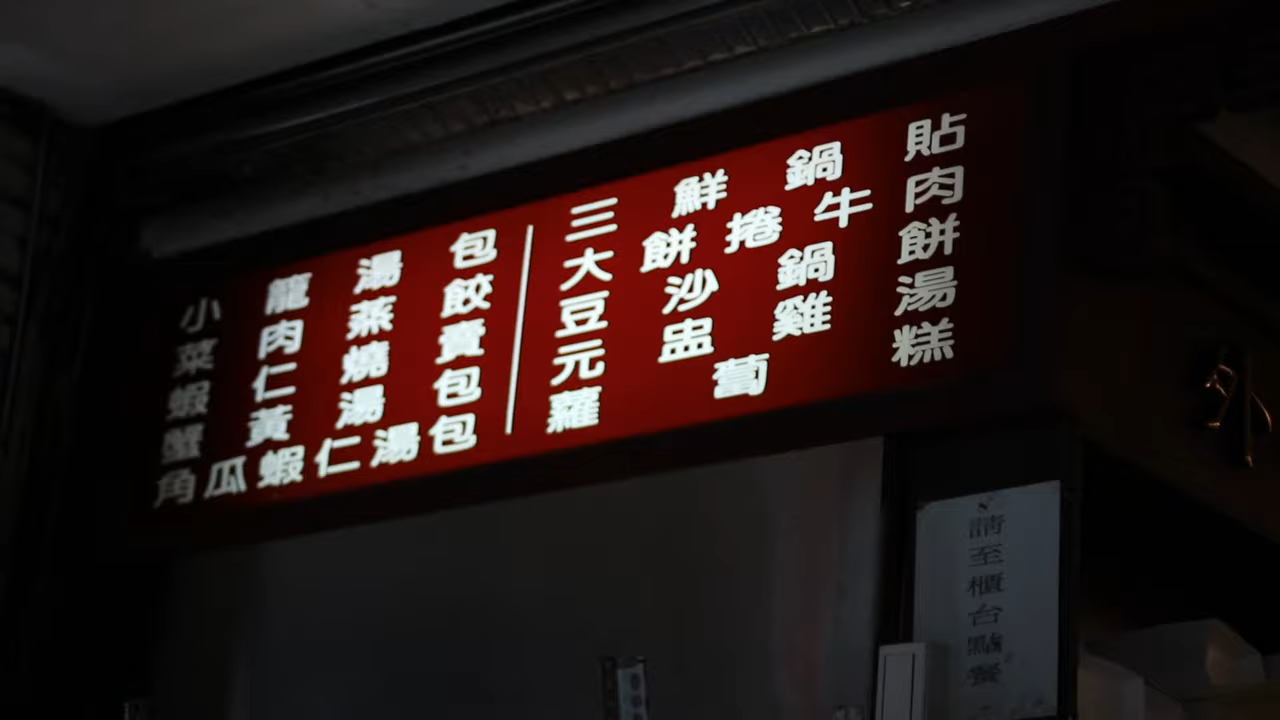 小龍湯包
菜肉蒸餃
蝦仁燒賣
蟹黃湯包
角瓜蝦仁湯包
三鮮鍋貼
大餅捲牛肉
豆沙鍋餅
元盅雞湯
蘿蔔糕
請至櫃台點餐